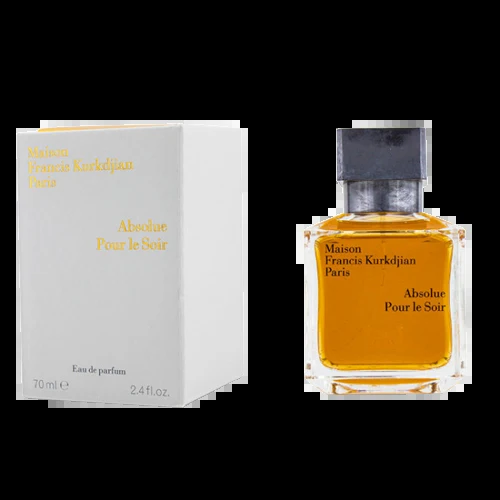 Maison
Francis Kurkdjian
Paris
Absolue
Pour le Soir
Eau de parfum
70 ml ℮
2.4 fl.oz.
Maison
Francis Kurkdjian
Paris
Absolue
Pour le Soir